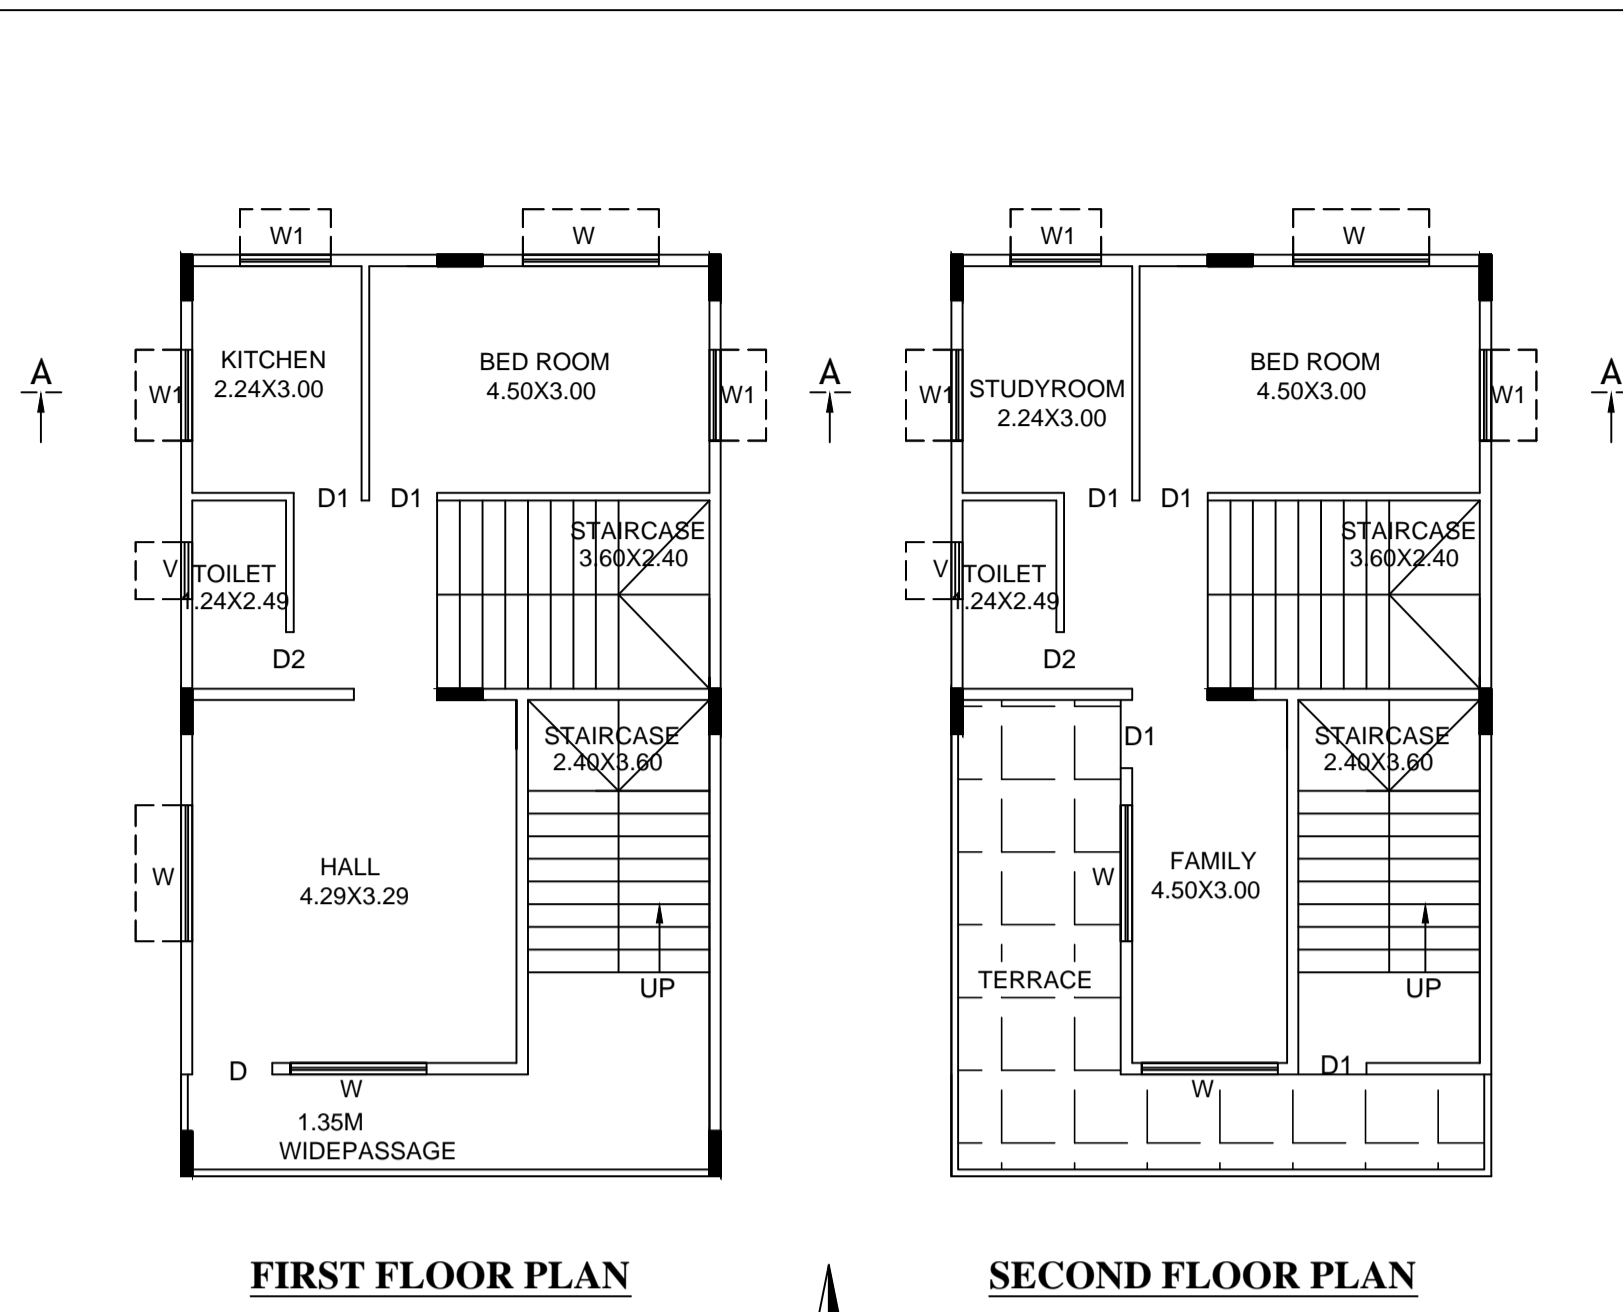 W1
W
KITCHEN
2.24X3.00
BED ROOM
4.50X3.00
A
W1
W1
D1
D1
STAIRCASE
3.60X2.40
V
TOILET
1.24X2.49
D2
STAIRCASE
2.40X3.60
HALL
4.29X3.29
W
UP
D
W
1.35M
WIDEPASSAGE
FIRST FLOOR PLAN
W1
W
A
W1
STUDYROOM
2.24X3.00
BED ROOM
4.50X3.00
W1
A
D1
D1
STAIRCASE
3.60X2.40
V
TOILET
1.24X2.49
D2
D1
STAIRCASE
2.40X3.60
W
FAMILY
4.50X3.00
TERRACE
UP
D1
W
SECOND FLOOR PLAN